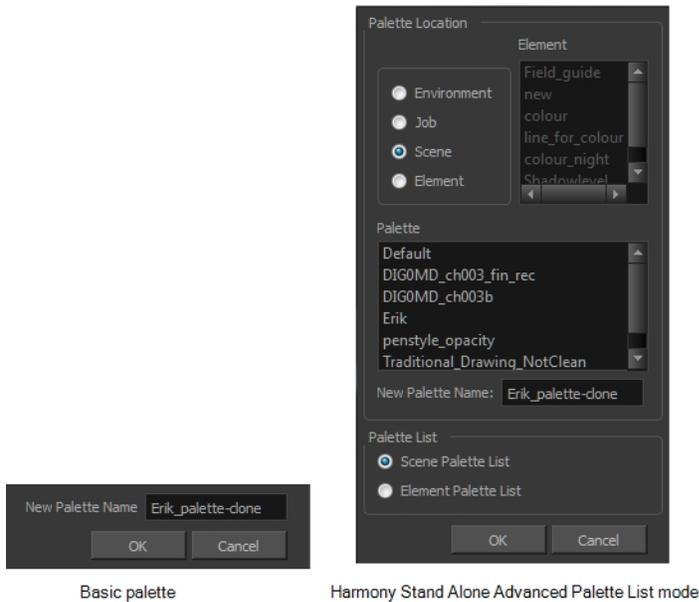 Palette Location
Element
Environment
Job
Scene
Element
Field_guide
new
colour
line_for_colour
colour_night
Shadowlevel
Palette
Default
DIG0MD_ch003_fin_rec
DIG0MD_ch003b
Erik
penstyle_opacity
Traditional_Drawing_NotClean
New Palette Name: Erik_palette-clone
Palette List
Scene Palette List
Element Palette List
OK Cancel
New Palette Name Erik_palette-clone
OK Cancel
Basic palette
Harmony Stand Alone Advanced Palette List mode